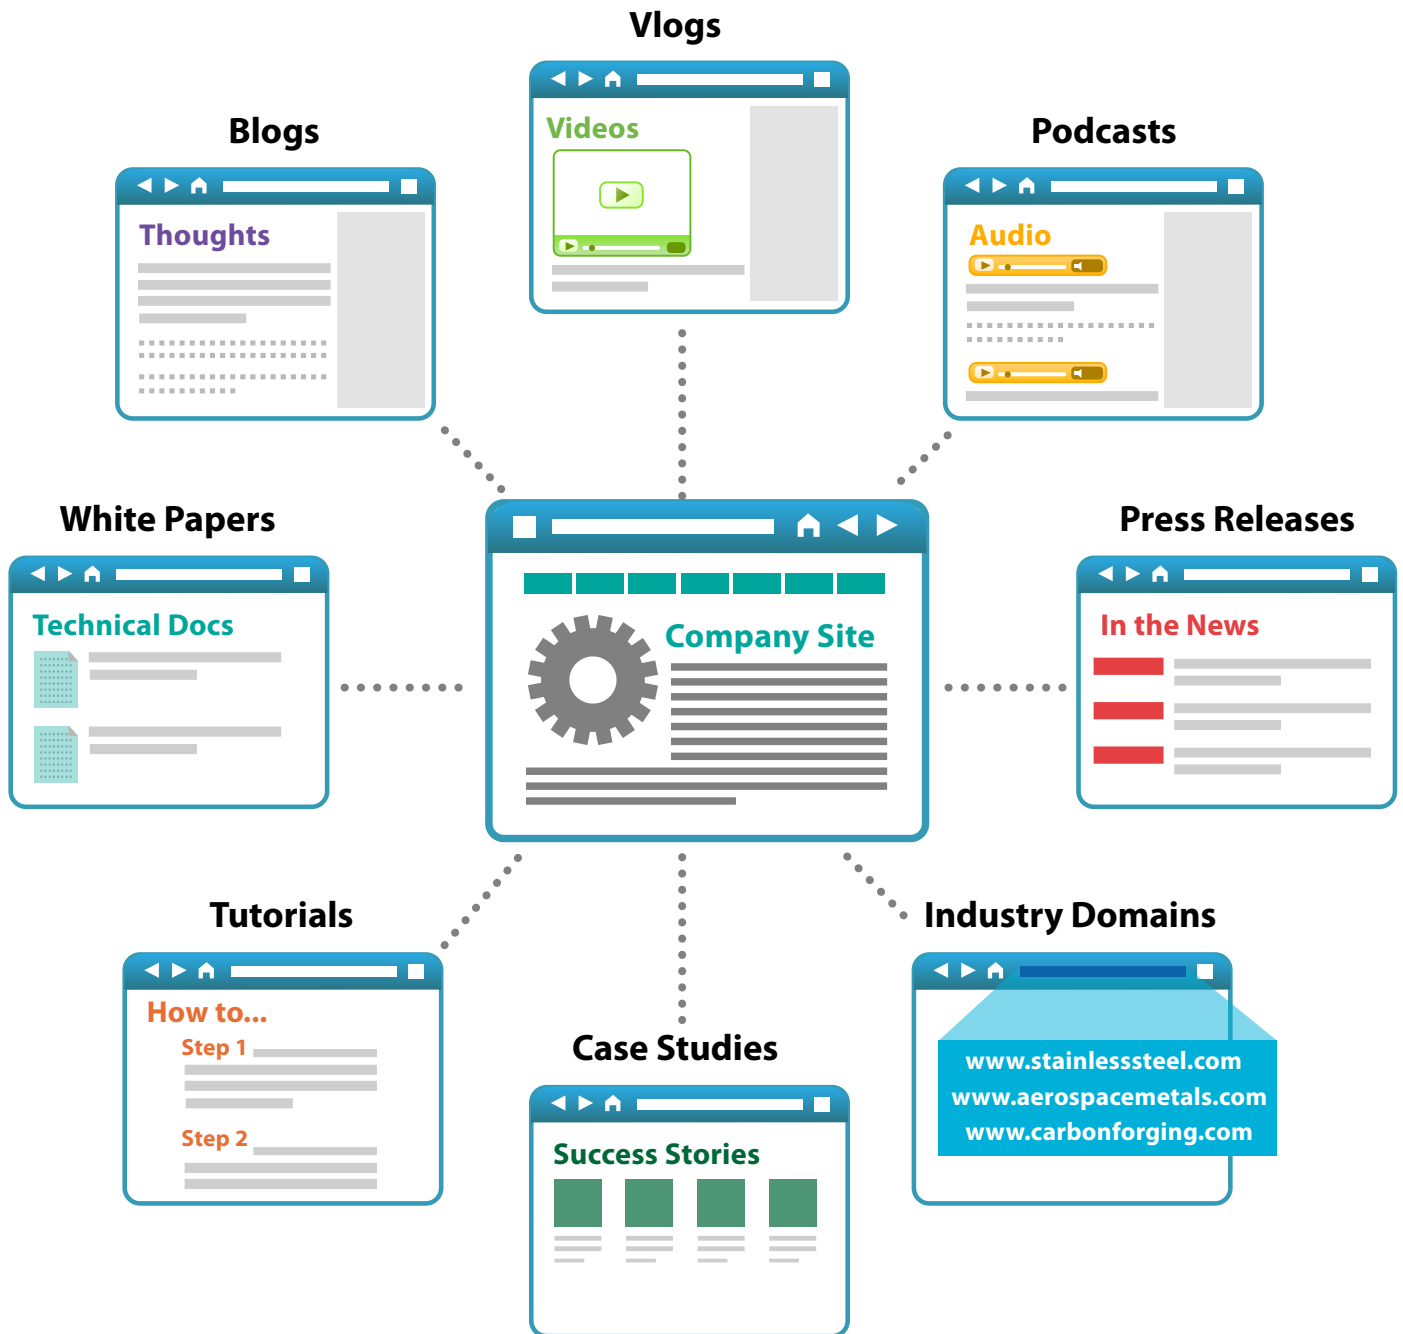 Vlogs
Videos
Blogs
Thoughts
Podcasts
Audio
White Papers
Technical Docs
Company Site
Press Releases
In the News
Tutorials
How to...
Step 1
Step 2
Case Studies
Success Stories
Industry Domains
www.stainlesssteel.com
www.aerospacemetals.com
www.carbonforging.com